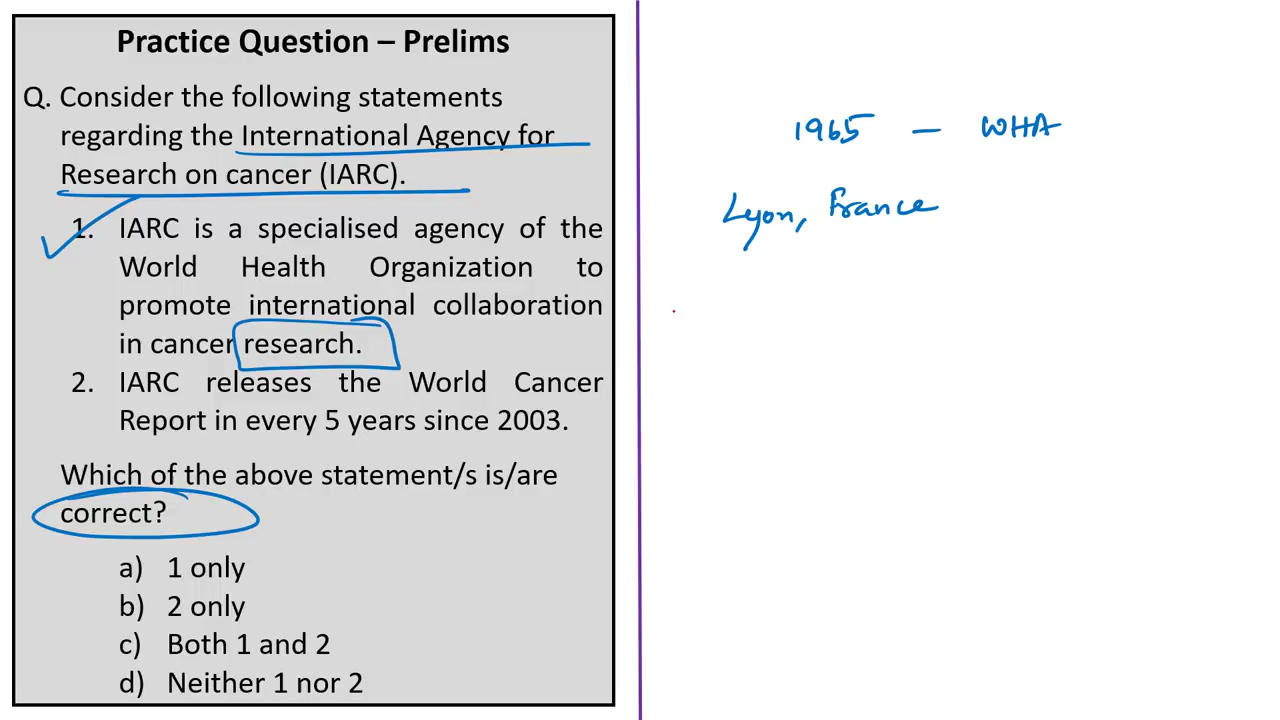 Practice Question – Prelims
Q. Consider the following statements
regarding the International Agency for
Research on cancer (IARC).
1. IARC is a specialised agency of the
World Health Organization to
promote international collaboration
in cancer research.
2. IARC releases the World Cancer
Report in every 5 years since 2003.
Which of the above statement/s is/are
correct?
a) 1 only
b) 2 only
c) Both 1 and 2
d) Neither 1 nor 2
1965 – WHA
Lyon, France